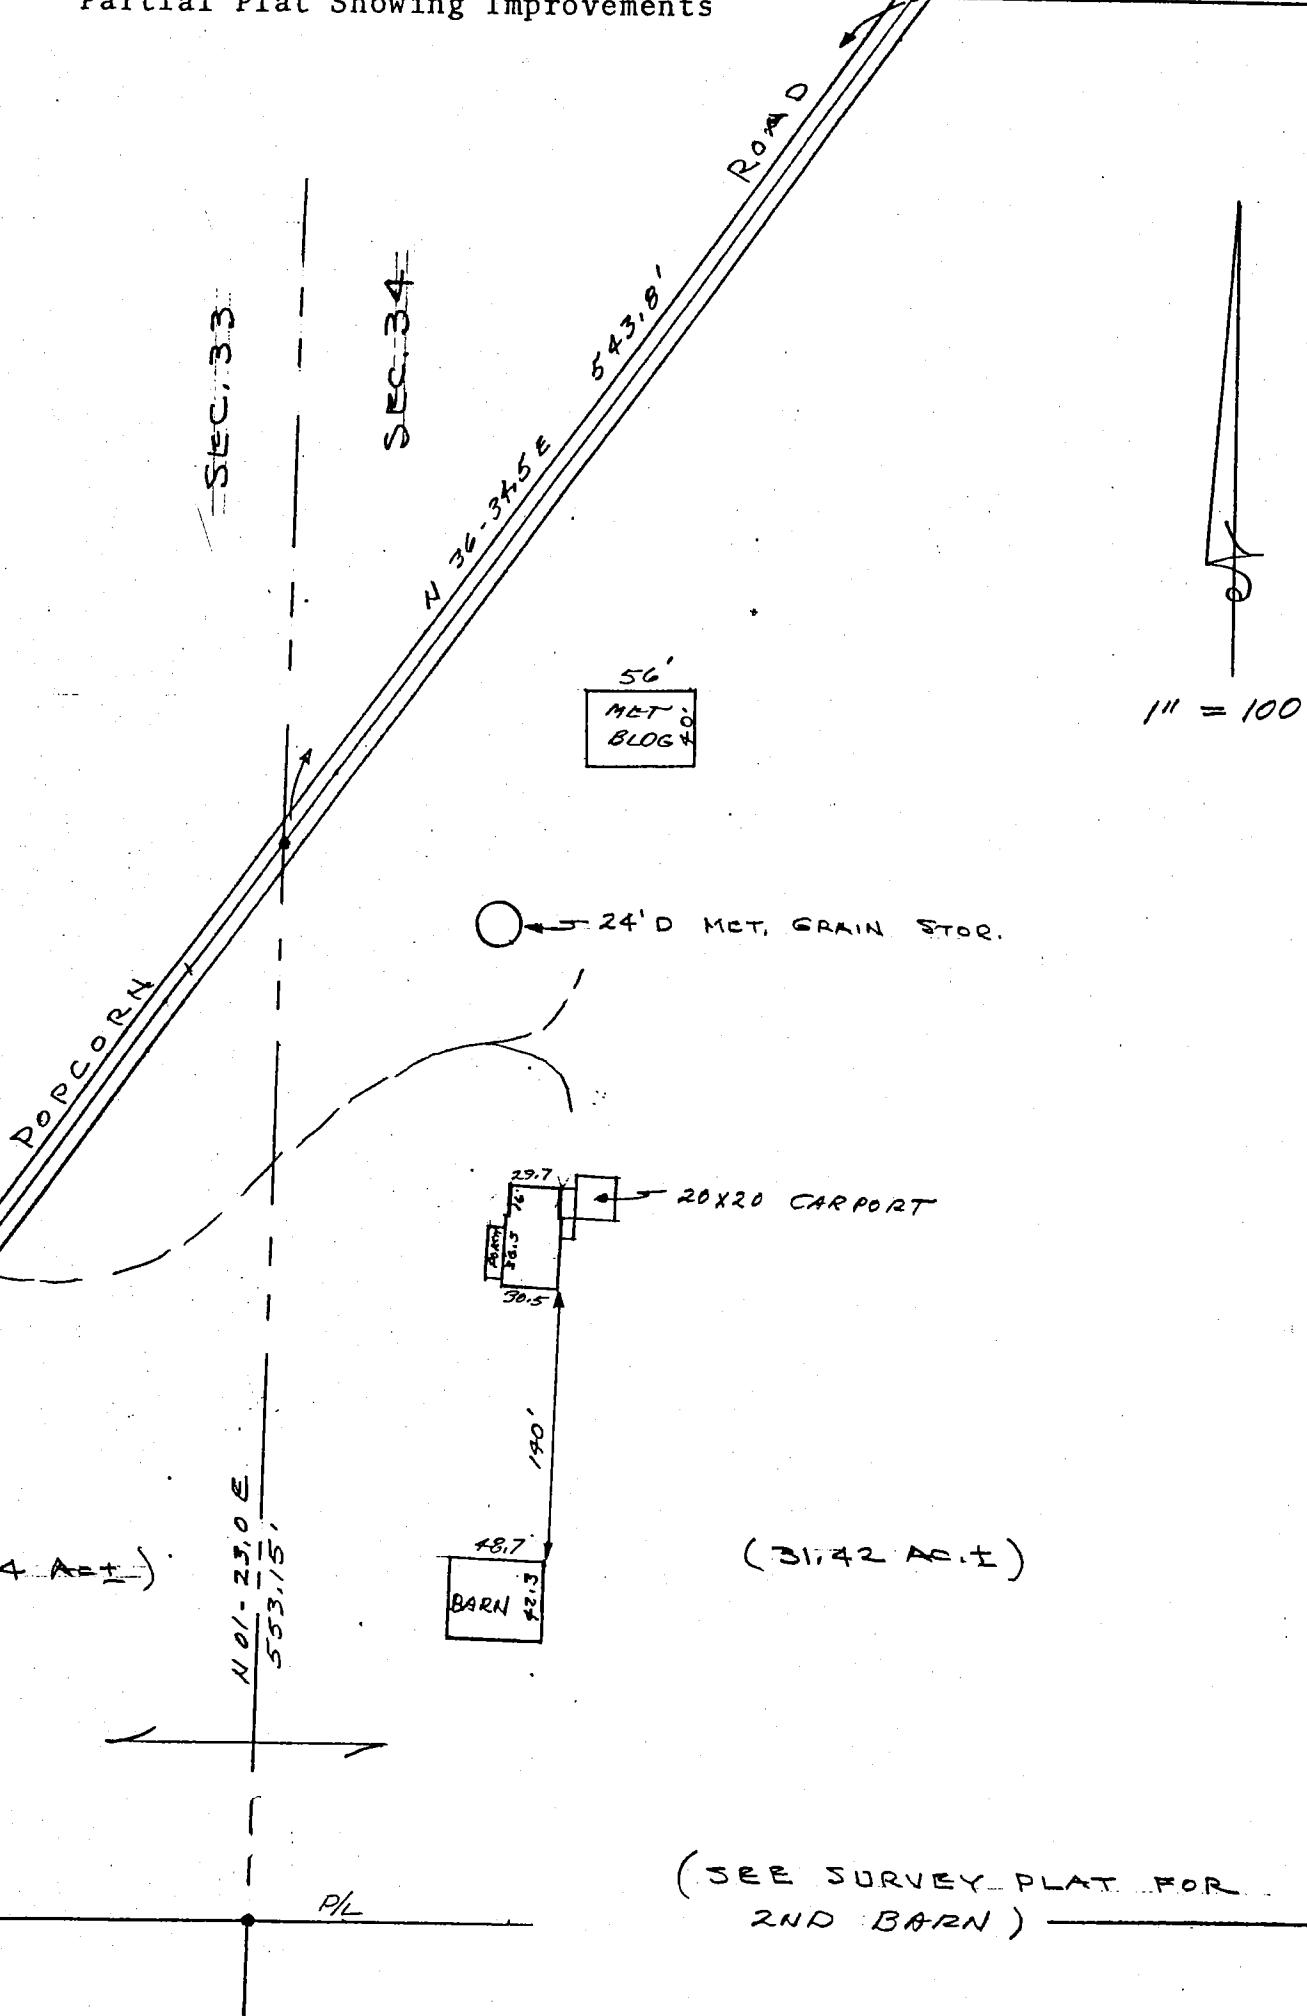 Partial Plat Showing Improvements
ROAD
SEC. 33
SEC. 34
543.8'
N 36-34.5 E
56'
MET
BLDG
40'
1" = 100
24' D MET. GRAIN STOR.
POPCORN
29.7
16'
20X20 CARPORT
PORCH
30.5
140'
N 01-23.0 E
553.15'
48.7
4 Ac ±)
(31.42 AC. ±)
BARN
42.3
(SEE SURVEY PLAT FOR
2ND BARN)
P/L